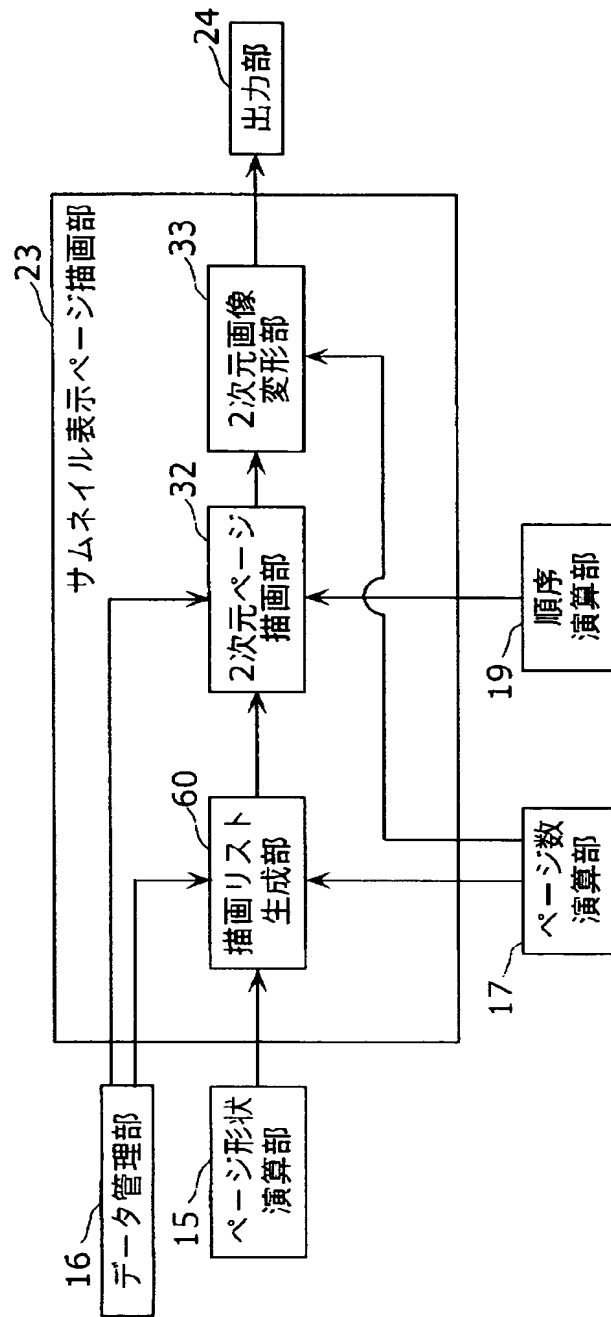 23
サムネイル表示ページ描画部
16
データ管理部
15
ページ形状
演算部
60
描画リスト
生成部
32
2次元ページ
描画部
33
2次元画像
変形部
24
出力部
17
ページ数
演算部
19
順序
演算部